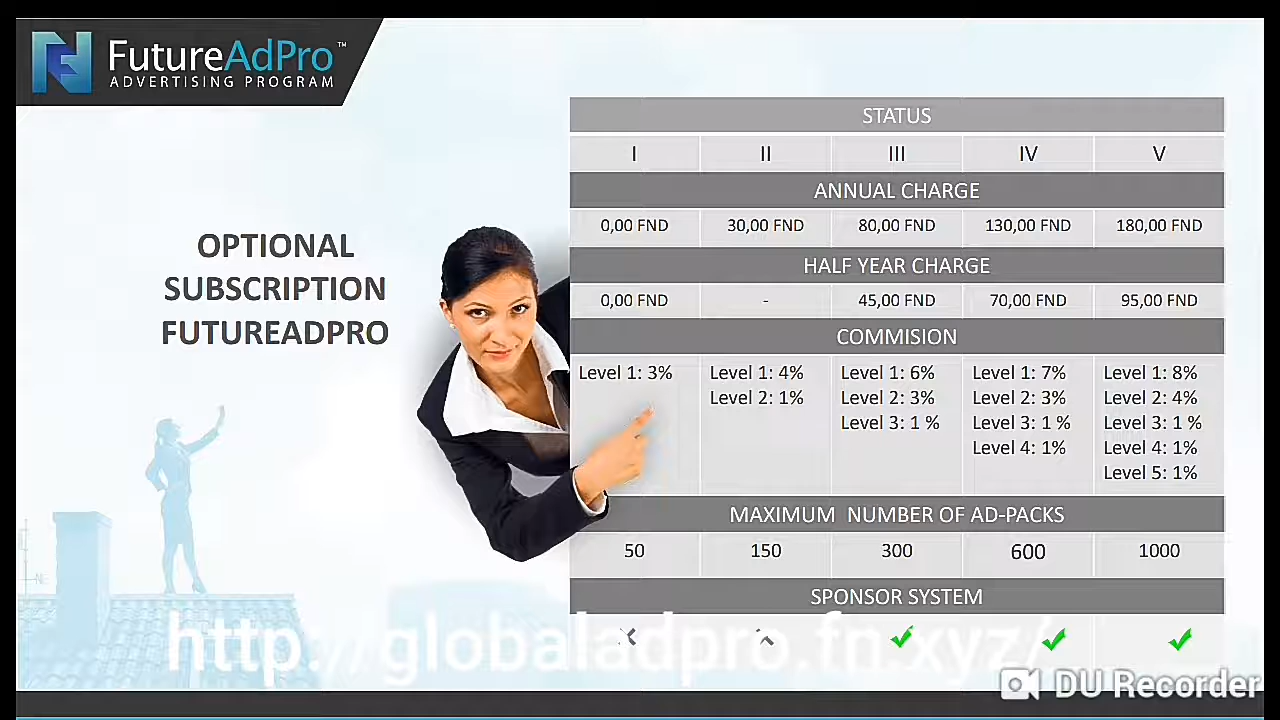 FutureAdPro™
ADVERTISING PROGRAM
OPTIONAL
SUBSCRIPTION
FUTUREADPRO
STATUS
I II III IV V
ANNUAL CHARGE
0,00 FND 30,00 FND 80,00 FND 130,00 FND 180,00 FND
HALF YEAR CHARGE
0,00 FND - 45,00 FND 70,00 FND 95,00 FND
COMMISION
Level 1: 3% Level 1: 4% Level 1: 6% Level 1: 7% Level 1: 8%
Level 2: 1% Level 2: 3% Level 2: 3% Level 2: 4%
Level 3: 1 % Level 3: 1 % Level 3: 1 %
Level 4: 1% Level 4: 1%
Level 5: 1%
MAXIMUM NUMBER OF AD-PACKS
50 150 300 600 1000
SPONSOR SYSTEM
http://globaladpro.fn.xyz/
DU Recorder